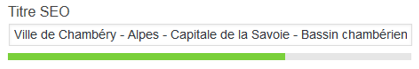 Titre SEO
Ville de Chambéry - Alpes - Capitale de la Savoie - Bassin chambérien